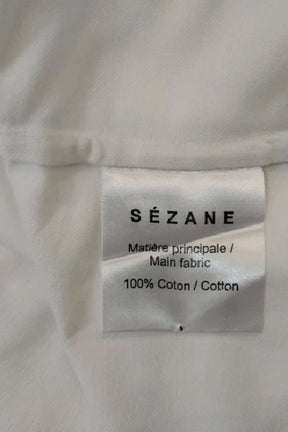 SÉZANE
Matière principale /
Main fabric
100% Coton / Cotton